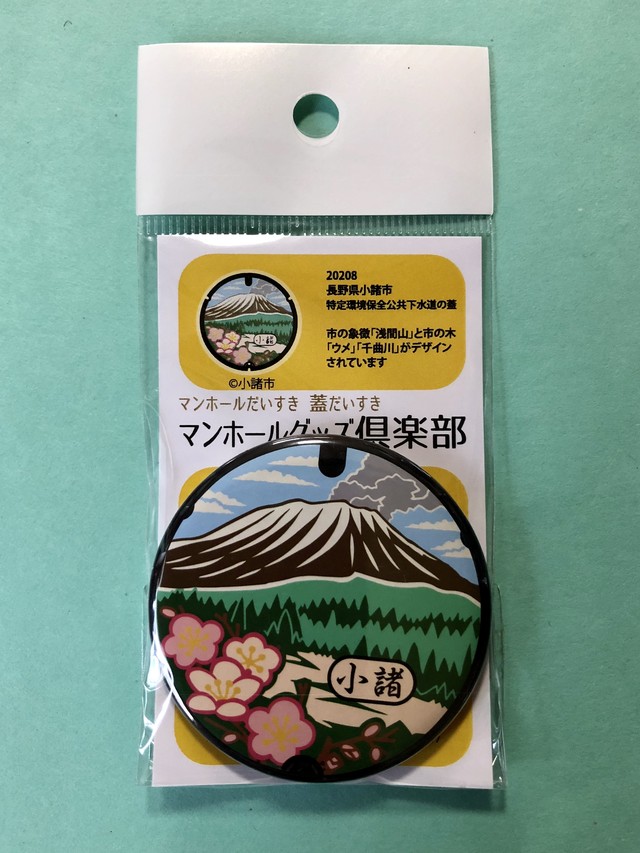 20208
長野県小諸市
特定環境保全公共下水道の蓋
市の象徴「浅間山」と市の木
「ウメ」「千曲川」がデザイン
されています
小諸
©小諸市
マンホールだいすき 蓋だいすき
マンホールグッズ倶楽部
小諸